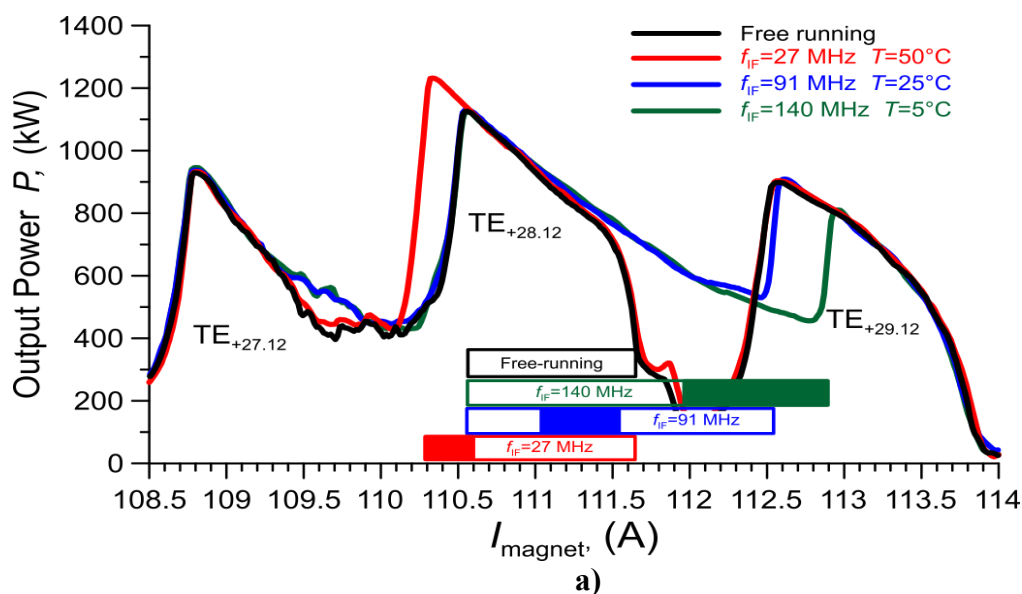 1400
1200
1000
800
600
400
200
0
Output Power P, (kW)
Free running
fIF=27 MHz T=50°C
fIF=91 MHz T=25°C
fIF=140 MHz T=5°C
TE+28.12
TE+27.12
TE+29.12
Free-running
fIF=140 MHz
fIF=91 MHz
fIF=27 MHz
108.5 109 109.5 110 110.5 111 111.5 112 112.5 113 113.5 114
Imagnet, (A)
a)